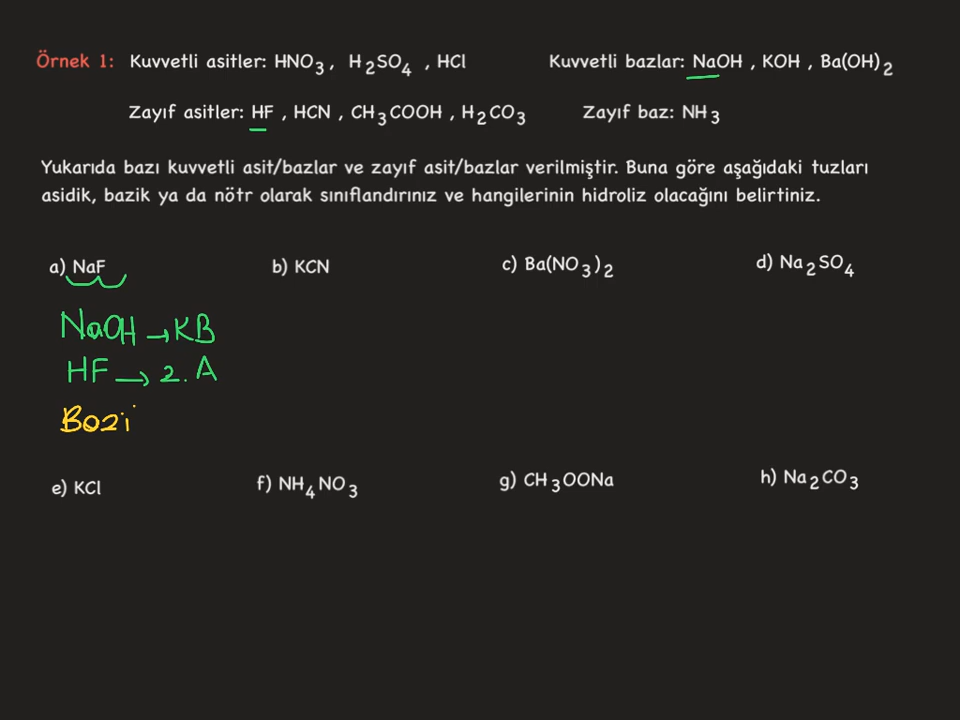 Örnek 1: Kuvvetli asitler: HNO3, H2SO4, HCl Kuvvetli bazlar: NaOH, KOH, Ba(OH)2
Zayıf asitler: HF, HCN, CH3COOH, H2CO3 Zayıf baz: NH3
Yukarıda bazı kuvvetli asit/bazlar ve zayıf asit/bazlar verilmiştir. Buna göre aşağıdaki tuzları
asidik, bazik ya da nötr olarak sınıflandırınız ve hangilerinin hidroliz olacağını belirtiniz.
a) NaF b) KCN c) Ba(NO3)2 d) Na2SO4
NaOH → KB
HF → Z.A
Bazi
e) KCl f) NH4NO3 g) CH3OONa h) Na2CO3